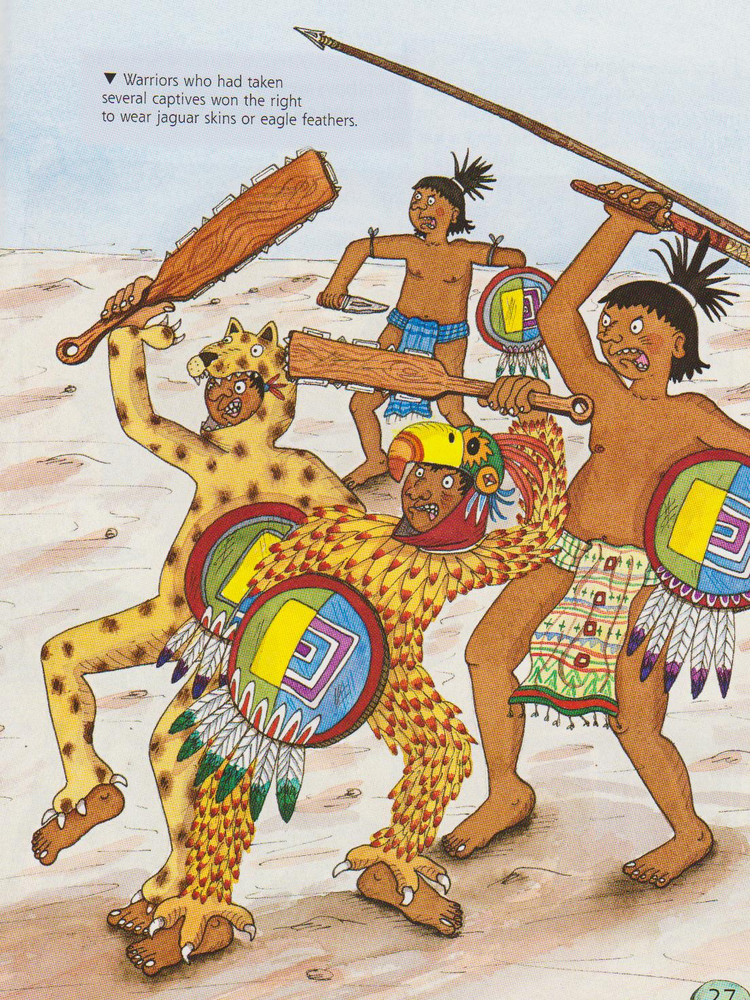 ▼ Warriors who had taken
several captives won the right
to wear jaguar skins or eagle feathers.
27